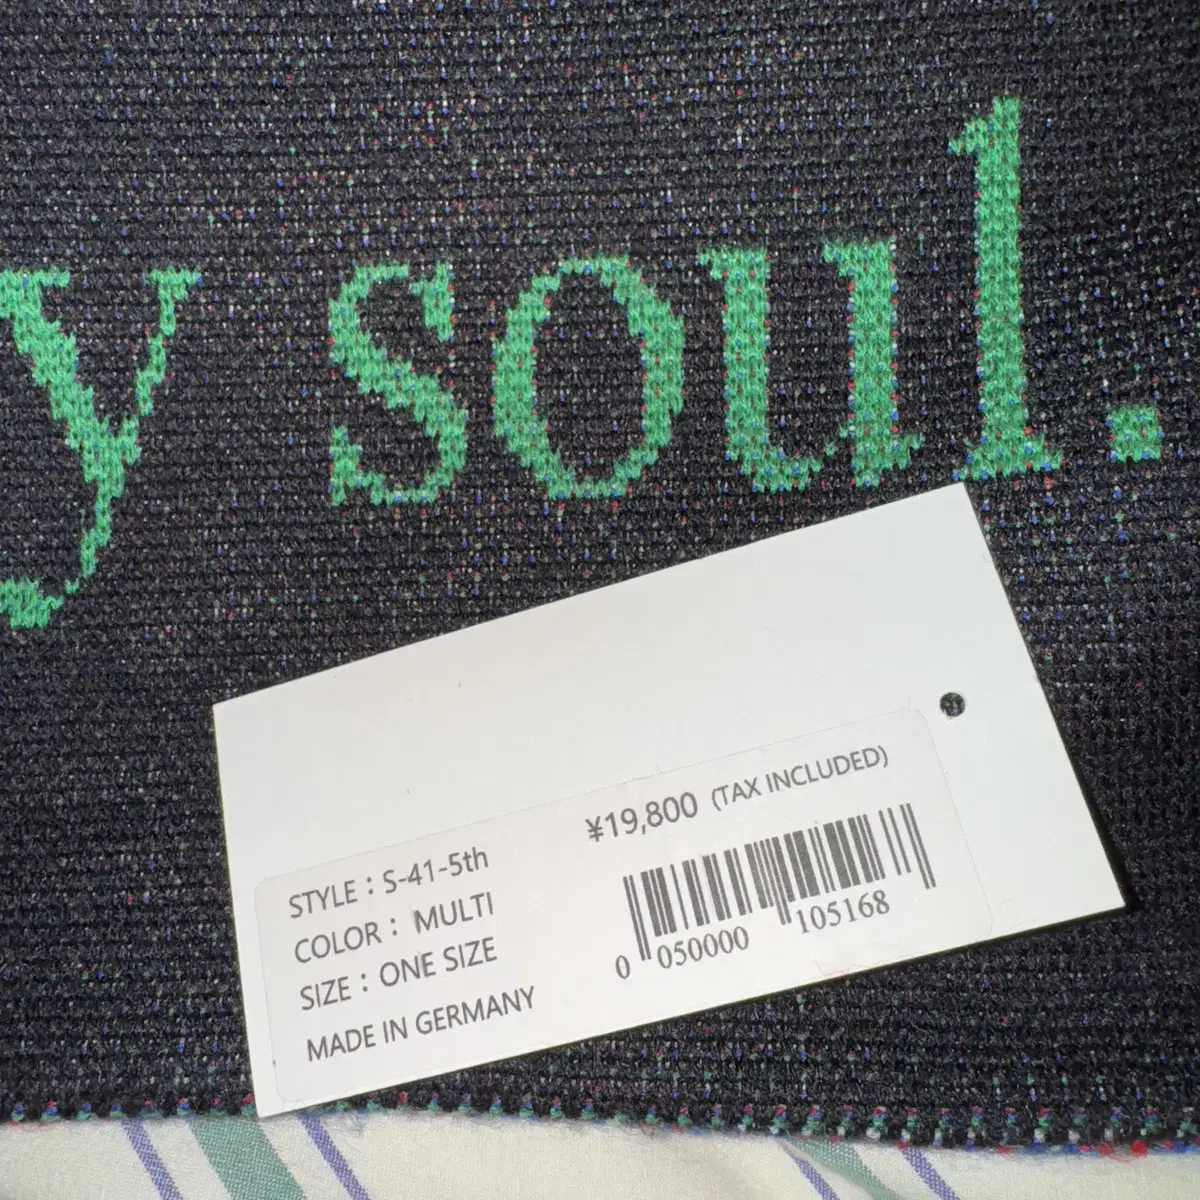 y soul.
¥19,800 (TAX INCLUDED)
STYLE : S-41-5th
COLOR : MULTI
SIZE : ONE SIZE
MADE IN GERMANY
0 050000 105168